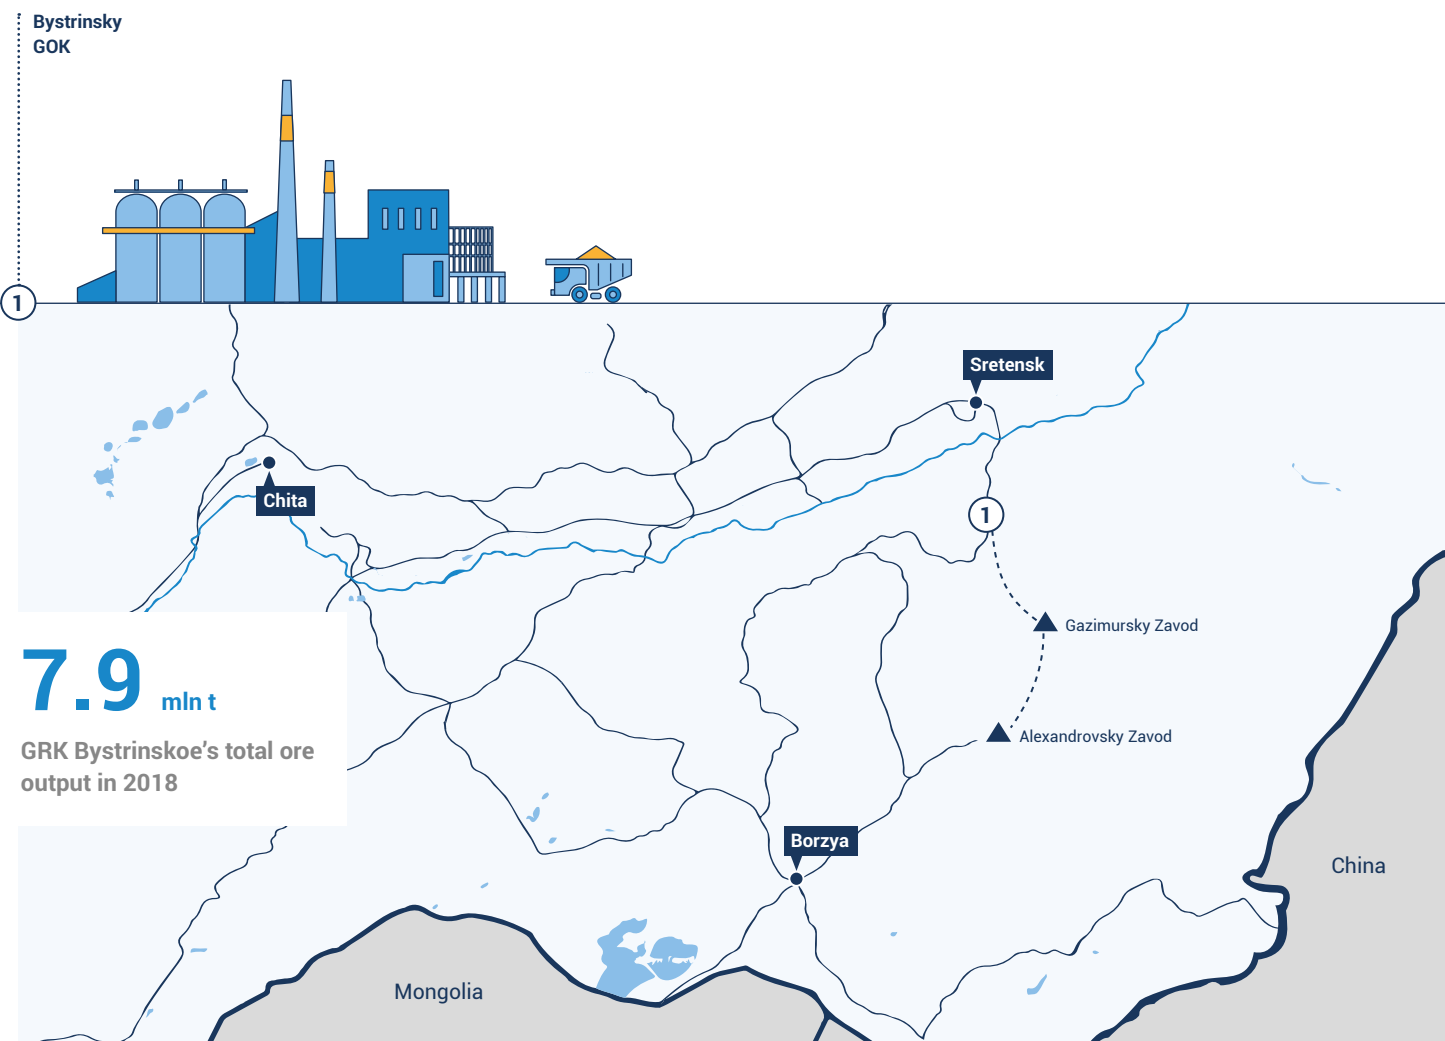 Bystrinsky
GOK
1
Sretensk
Chita
1
Gazimursky Zavod
7.9 mln t
GRK Bystrinskoe’s total ore
output in 2018
Alexandrovsky Zavod
Borzya
China
Mongolia